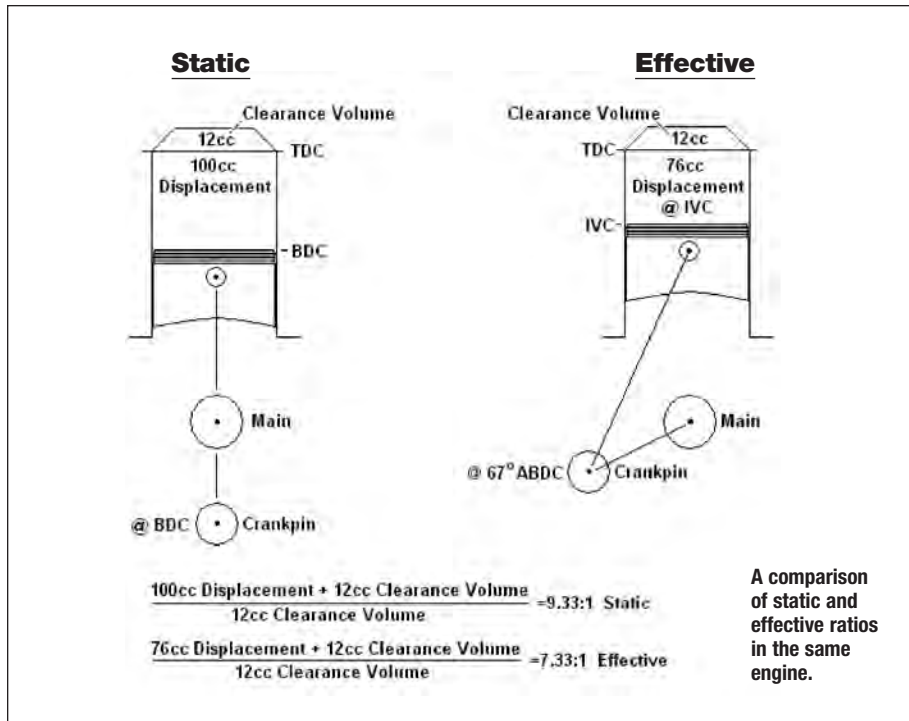 Static
Clearance Volume
12cc
TDC
100cc
Displacement
BDC
Main
@ BDC
Crankpin
Effective
Clearance Volume
12cc
TDC
76cc
Displacement
@ IVC
IVC
Main
@ 67° ABDC
Crankpin
100cc Displacement + 12cc Clearance Volume
12cc Clearance Volume
=9.33:1 Static
76cc Displacement + 12cc Clearance Volume
12cc Clearance Volume
=7.33:1 Effective
A comparison
of static and
effective ratios
in the same
engine.